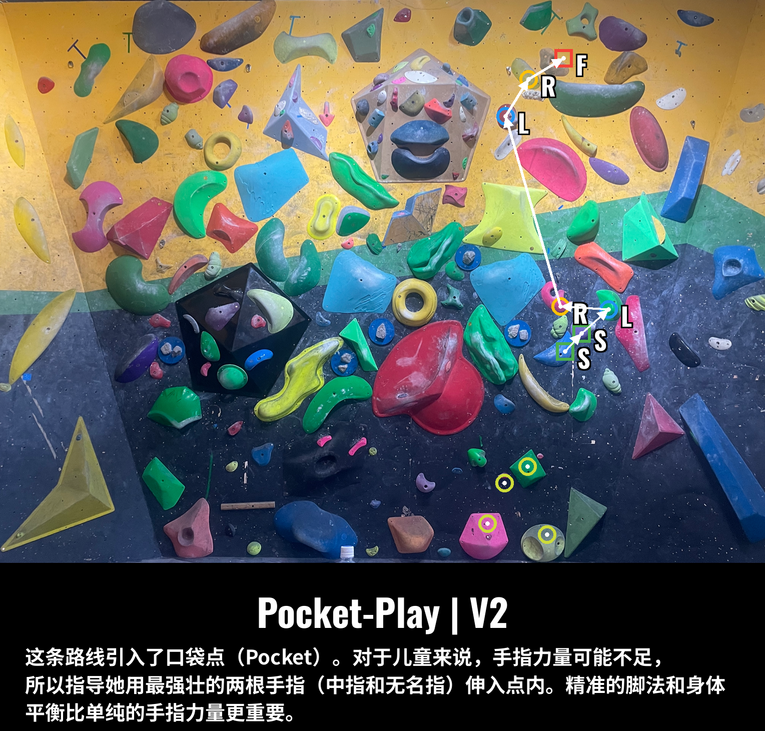 F
R
L
R
L
S
S
Pocket-Play | V2
这条路线引入了口袋点（Pocket）。对于儿童来说，手指力量可能不足，
所以指导她用最强壮的两根手指（中指和无名指）伸入点内。精准的脚法和身体
平衡比单纯的手指力量更重要。